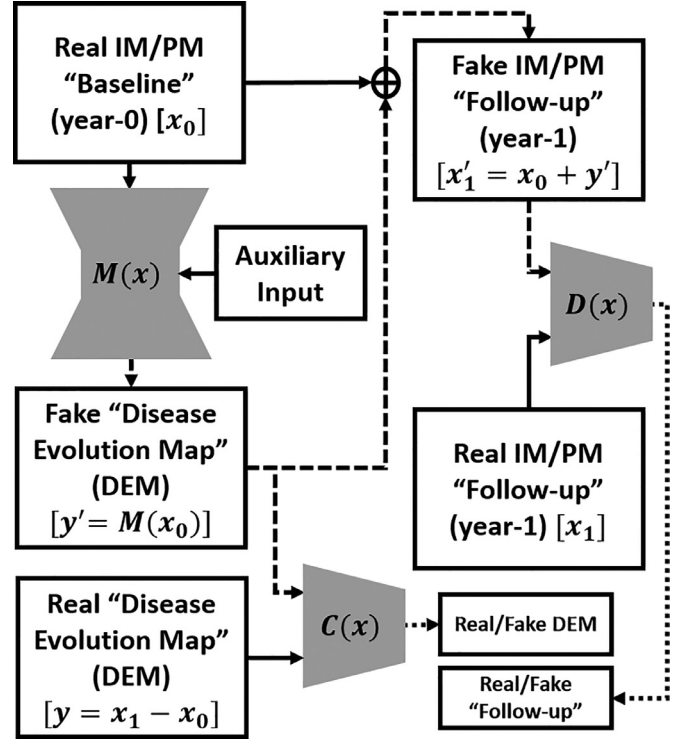 Real IM/PM
“Baseline”
(year-0) [x₀]
Fake IM/PM
“Follow-up”
(year-1)
[x₁′ = x₀ + y′]
M(x)
Auxiliary
Input
D(x)
Fake “Disease
Evolution Map”
(DEM)
[y′= M(x₀)]
Real IM/PM
“Follow-up”
(year-1) [x₁]
Real “Disease
Evolution Map”
(DEM)
[y = x₁ − x₀]
C(x)
Real/Fake DEM
Real/Fake
“Follow-up”